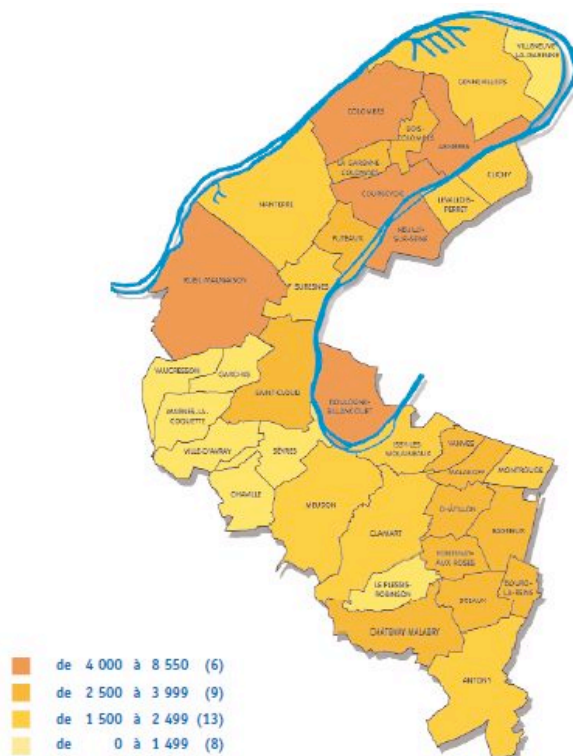 VILLENEUVE
LA-GARENNE
GENNEVILLIERS
COLOMBES
BOIS
COLOMBES
ASNIERES
LA GARENNE
COLOMBES
CLICHY
COURBEVOIE
LEVALLOIS-
PERRET
NANTERRE
NEUILLY
SUR-SEINE
PUTEAUX
RUEIL MALMAISON
SURESNES
VAUCRESSON
GARCHES
SAINT-CLOUD
BOULOGNE-
BILLANCOURT
MARNES-LA-
COQUETTE
VILLE-D'AVRAY
SEVRES
ISSY-LES
MOULINEAUX
VANVES
MALAKOFF
MONTROUGE
CHAVILLE
MEUDON
CHÂTILLON
CLAMART
BAGNEUX
FONTENAY
AUX ROSES
LE PLESSIS-
ROBINSON
SCEAUX
BOURG
LA-REINE
CHÂTENAY MALABRY
ANTONY
de 4 000 à 8 550 (6)
de 2 500 à 3 999 (9)
de 1 500 à 2 499 (13)
de 0 à 1 499 (8)